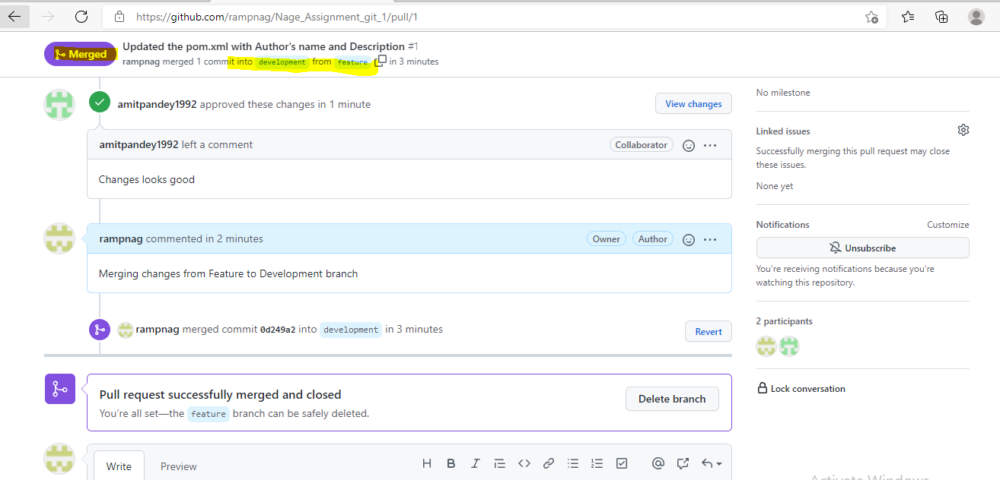 https://github.com/rampnag/Nage_Assignment_git_1/pull/1
Merged
Updated the pom.xml with Author's name and Description #1
rampnag merged 1 commit into development from feature in 3 minutes
amitpandey1992 approved these changes in 1 minute
View changes
amitpandey1992 left a comment
Collaborator
Changes looks good
rampnag commented in 2 minutes
Owner
Author
Merging changes from Feature to Development branch
rampnag merged commit 0d249a2 into development in 3 minutes
Revert
Pull request successfully merged and closed
You're all set—the feature branch can be safely deleted.
Delete branch
Write
Preview
No milestone
Linked issues
Successfully merging this pull request may close
these issues.
None yet
Notifications
Customize
Unsubscribe
You're receiving notifications because you're
watching this repository.
2 participants
Lock conversation
Activate Windows